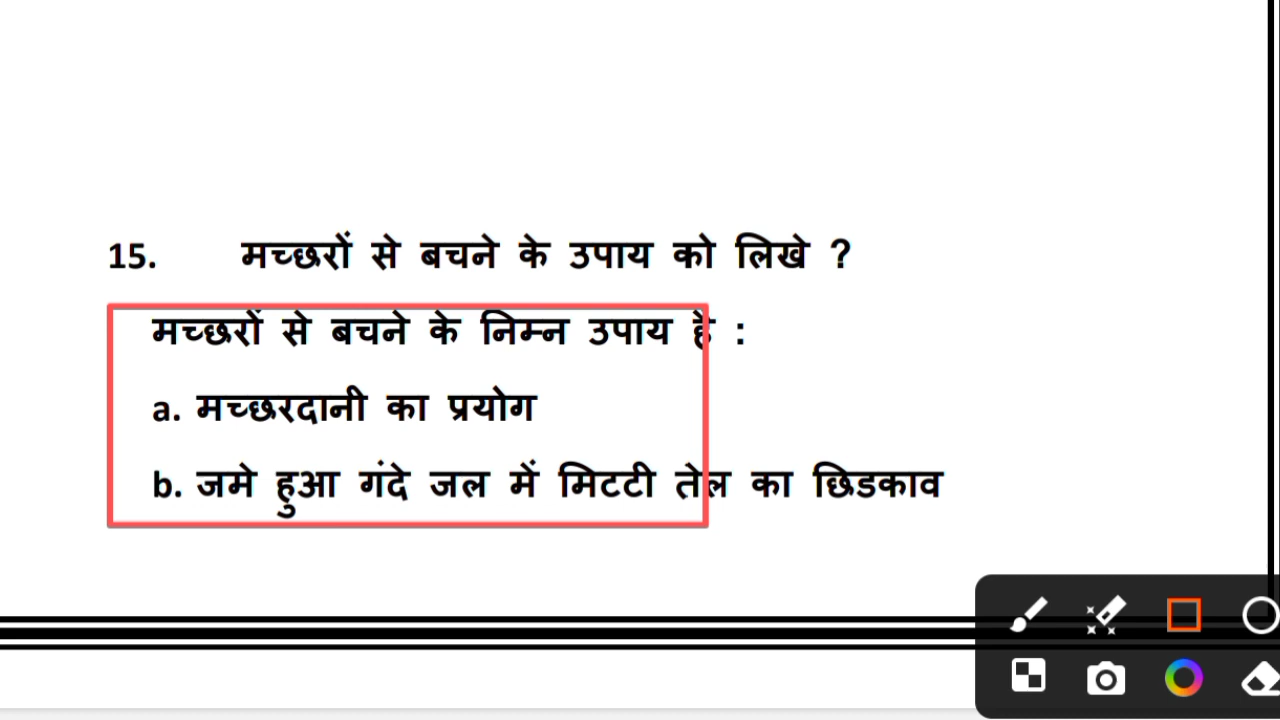 15. मच्छरों से बचने के उपाय को लिखे ?
मच्छरों से बचने के निम्न उपाय है :
a. मच्छरदानी का प्रयोग
b. जमे हुआ गंदे जल में मिटटी तेल का छिडकाव